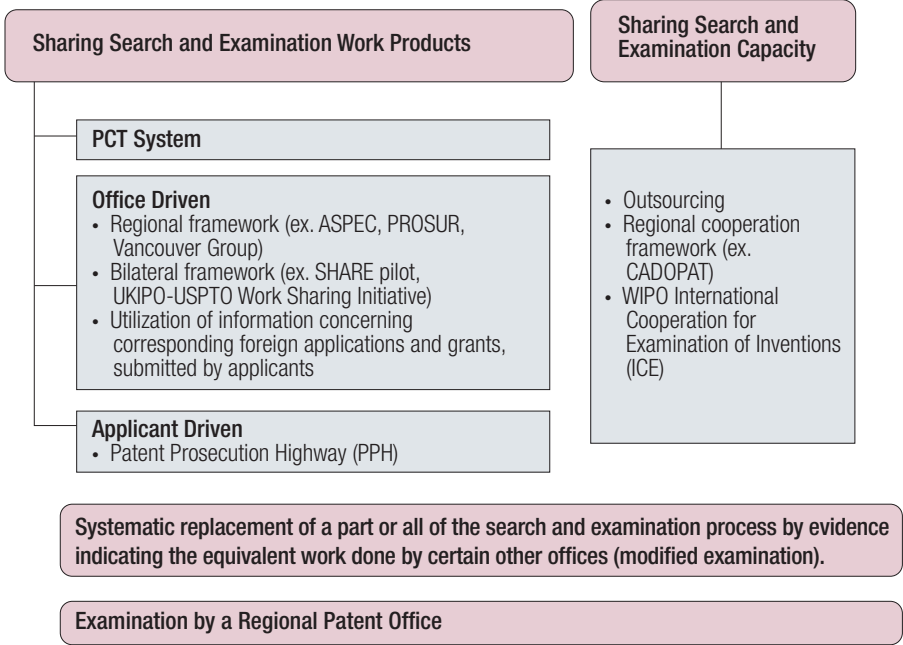 Sharing Search and Examination Work Products
PCT System
Office Driven
• Regional framework (ex. ASPEC, PROSUR,
Vancouver Group)
• Bilateral framework (ex. SHARE pilot,
UKIPO-USPTO Work Sharing Initiative)
• Utilization of information concerning
corresponding foreign applications and grants,
submitted by applicants
Applicant Driven
• Patent Prosecution Highway (PPH)
Sharing Search and
Examination Capacity
• Outsourcing
• Regional cooperation
framework (ex.
CADOPAT)
• WIPO International
Cooperation for
Examination of Inventions
(ICE)
Systematic replacement of a part or all of the search and examination process by evidence
indicating the equivalent work done by certain other offices (modified examination).
Examination by a Regional Patent Office